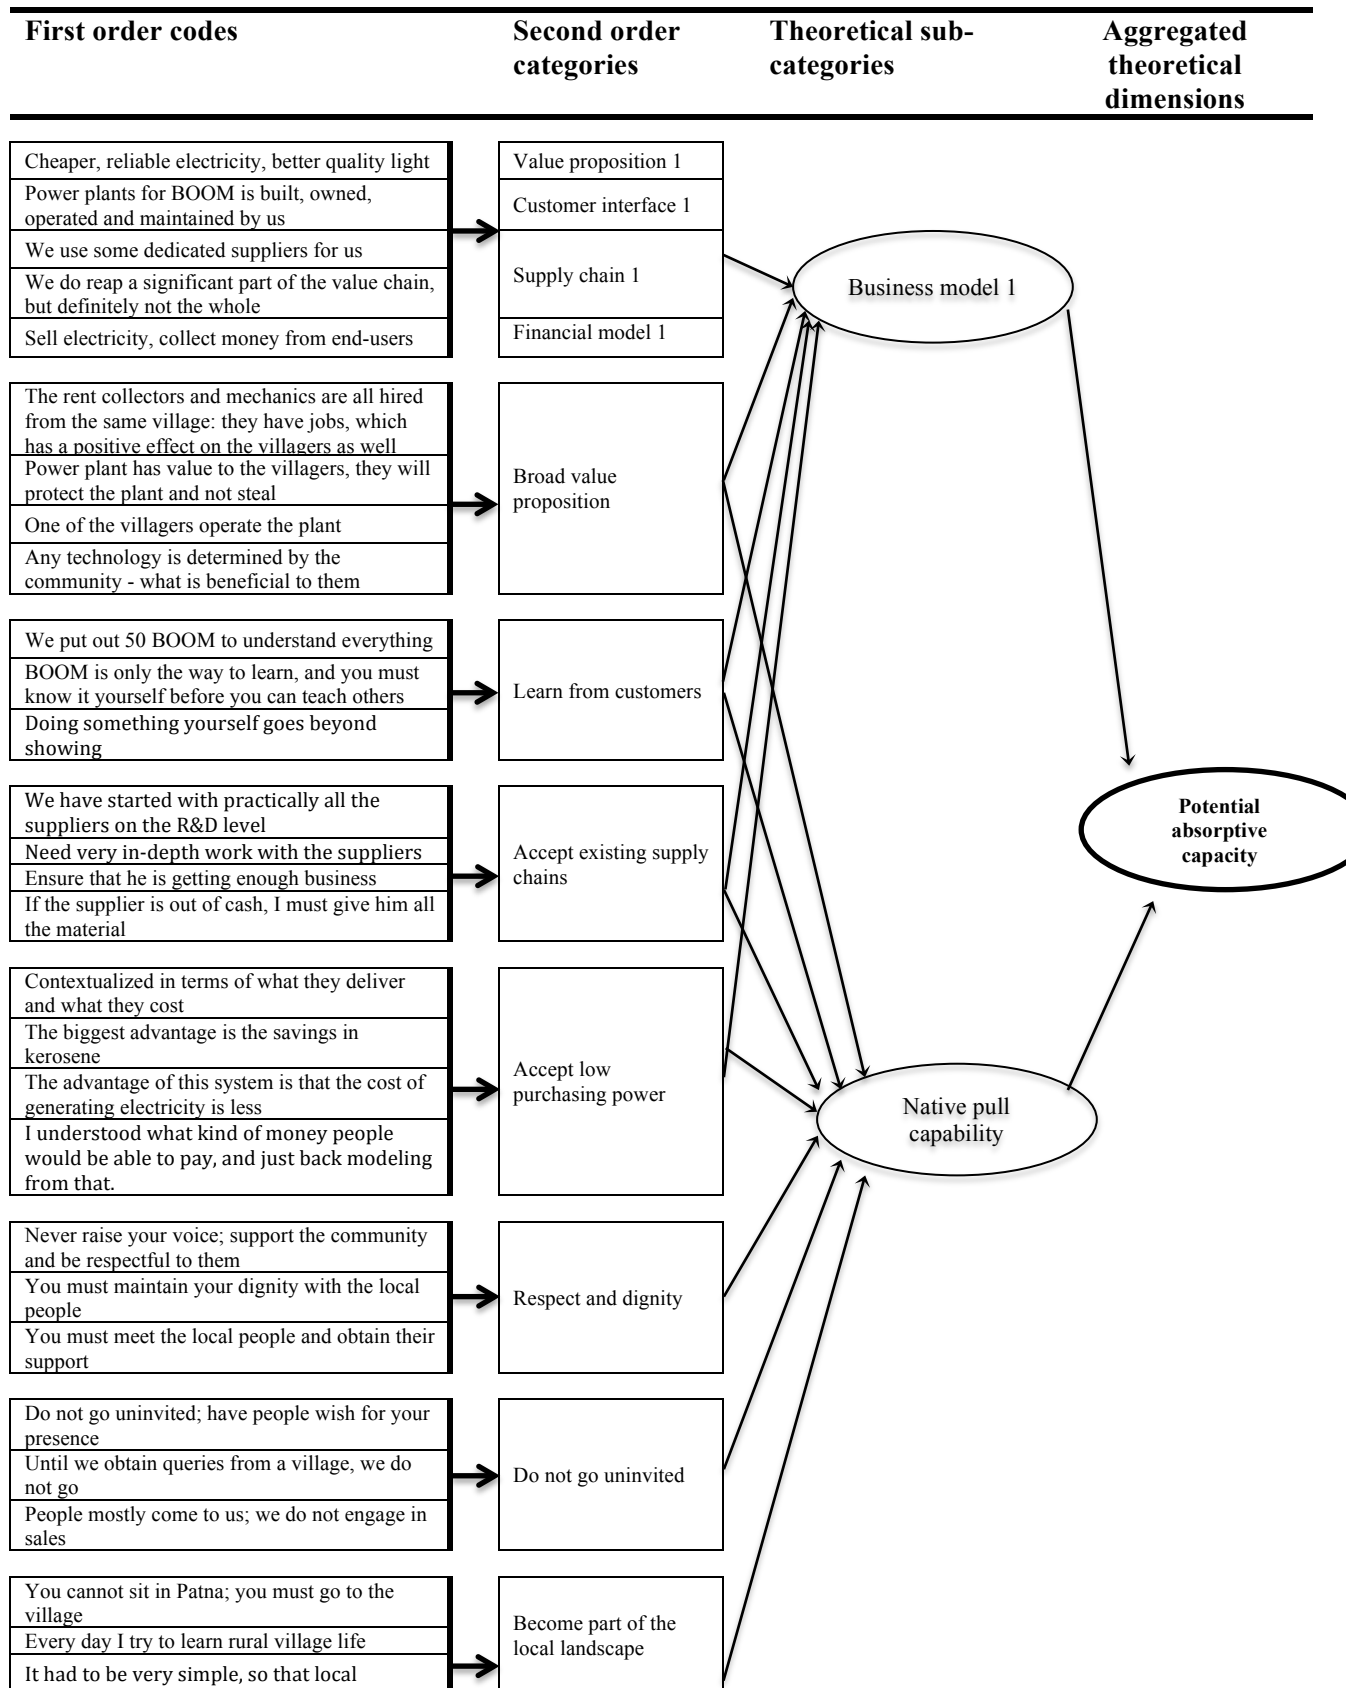 First order codes
Second order
categories
Theoretical sub-
categories
Aggregated
theoretical
dimensions
Cheaper, reliable electricity, better quality light
Power plants for BOOM is built, owned,
operated and maintained by us
We use some dedicated suppliers for us
We do reap a significant part of the value chain,
but definitely not the whole
Sell electricity, collect money from end-users
Value proposition 1
Customer interface 1
Supply chain 1
Financial model 1
Business model 1
The rent collectors and mechanics are all hired
from the same village: they have jobs, which
has a positive effect on the villagers as well
Power plant has value to the villagers, they will
protect the plant and not steal
One of the villagers operate the plant
Any technology is determined by the
community - what is beneficial to them
Broad value
proposition
We put out 50 BOOM to understand everything
BOOM is only the way to learn, and you must
know it yourself before you can teach others
Doing something yourself goes beyond
showing
Learn from customers
We have started with practically all the
suppliers on the R&D level
Need very in-depth work with the suppliers
Ensure that he is getting enough business
If the supplier is out of cash, I must give him all
the material
Accept existing supply
chains
Potential
absorptive
capacity
Contextualized in terms of what they deliver
and what they cost
The biggest advantage is the savings in
kerosene
The advantage of this system is that the cost of
generating electricity is less
I understood what kind of money people
would be able to pay, and just back modeling
from that.
Accept low
purchasing power
Native pull
capability
Never raise your voice; support the community
and be respectful to them
You must maintain your dignity with the local
people
You must meet the local people and obtain their
support
Respect and dignity
Do not go uninvited; have people wish for your
presence
Until we obtain queries from a village, we do
not go
People mostly come to us; we do not engage in
sales
Do not go uninvited
You cannot sit in Patna; you must go to the
village
Every day I try to learn rural village life
It had to be very simple, so that local
Become part of the
local landscape